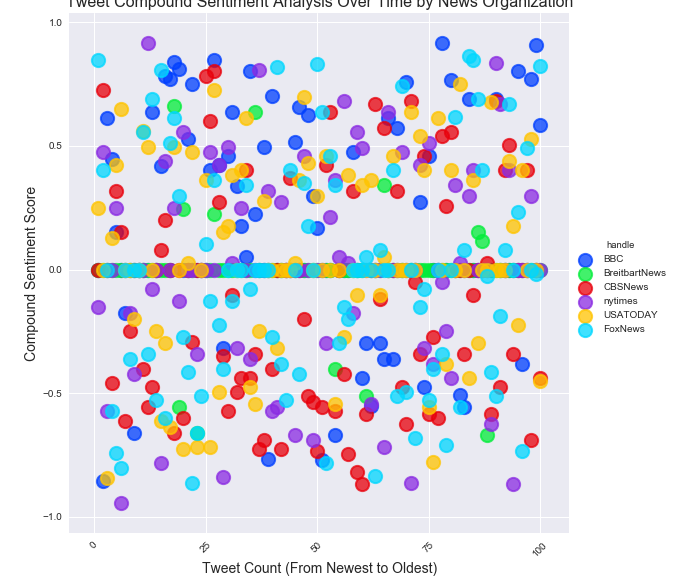 Tweet Compound Sentiment Analysis Over Time by News Organization
1.0
0.5
0.0
−0.5
−1.0
Compound Sentiment Score
0
25
50
75
100
Tweet Count (From Newest to Oldest)
handle
BBC
BreitbartNews
CBSNews
nytimes
USATODAY
FoxNews